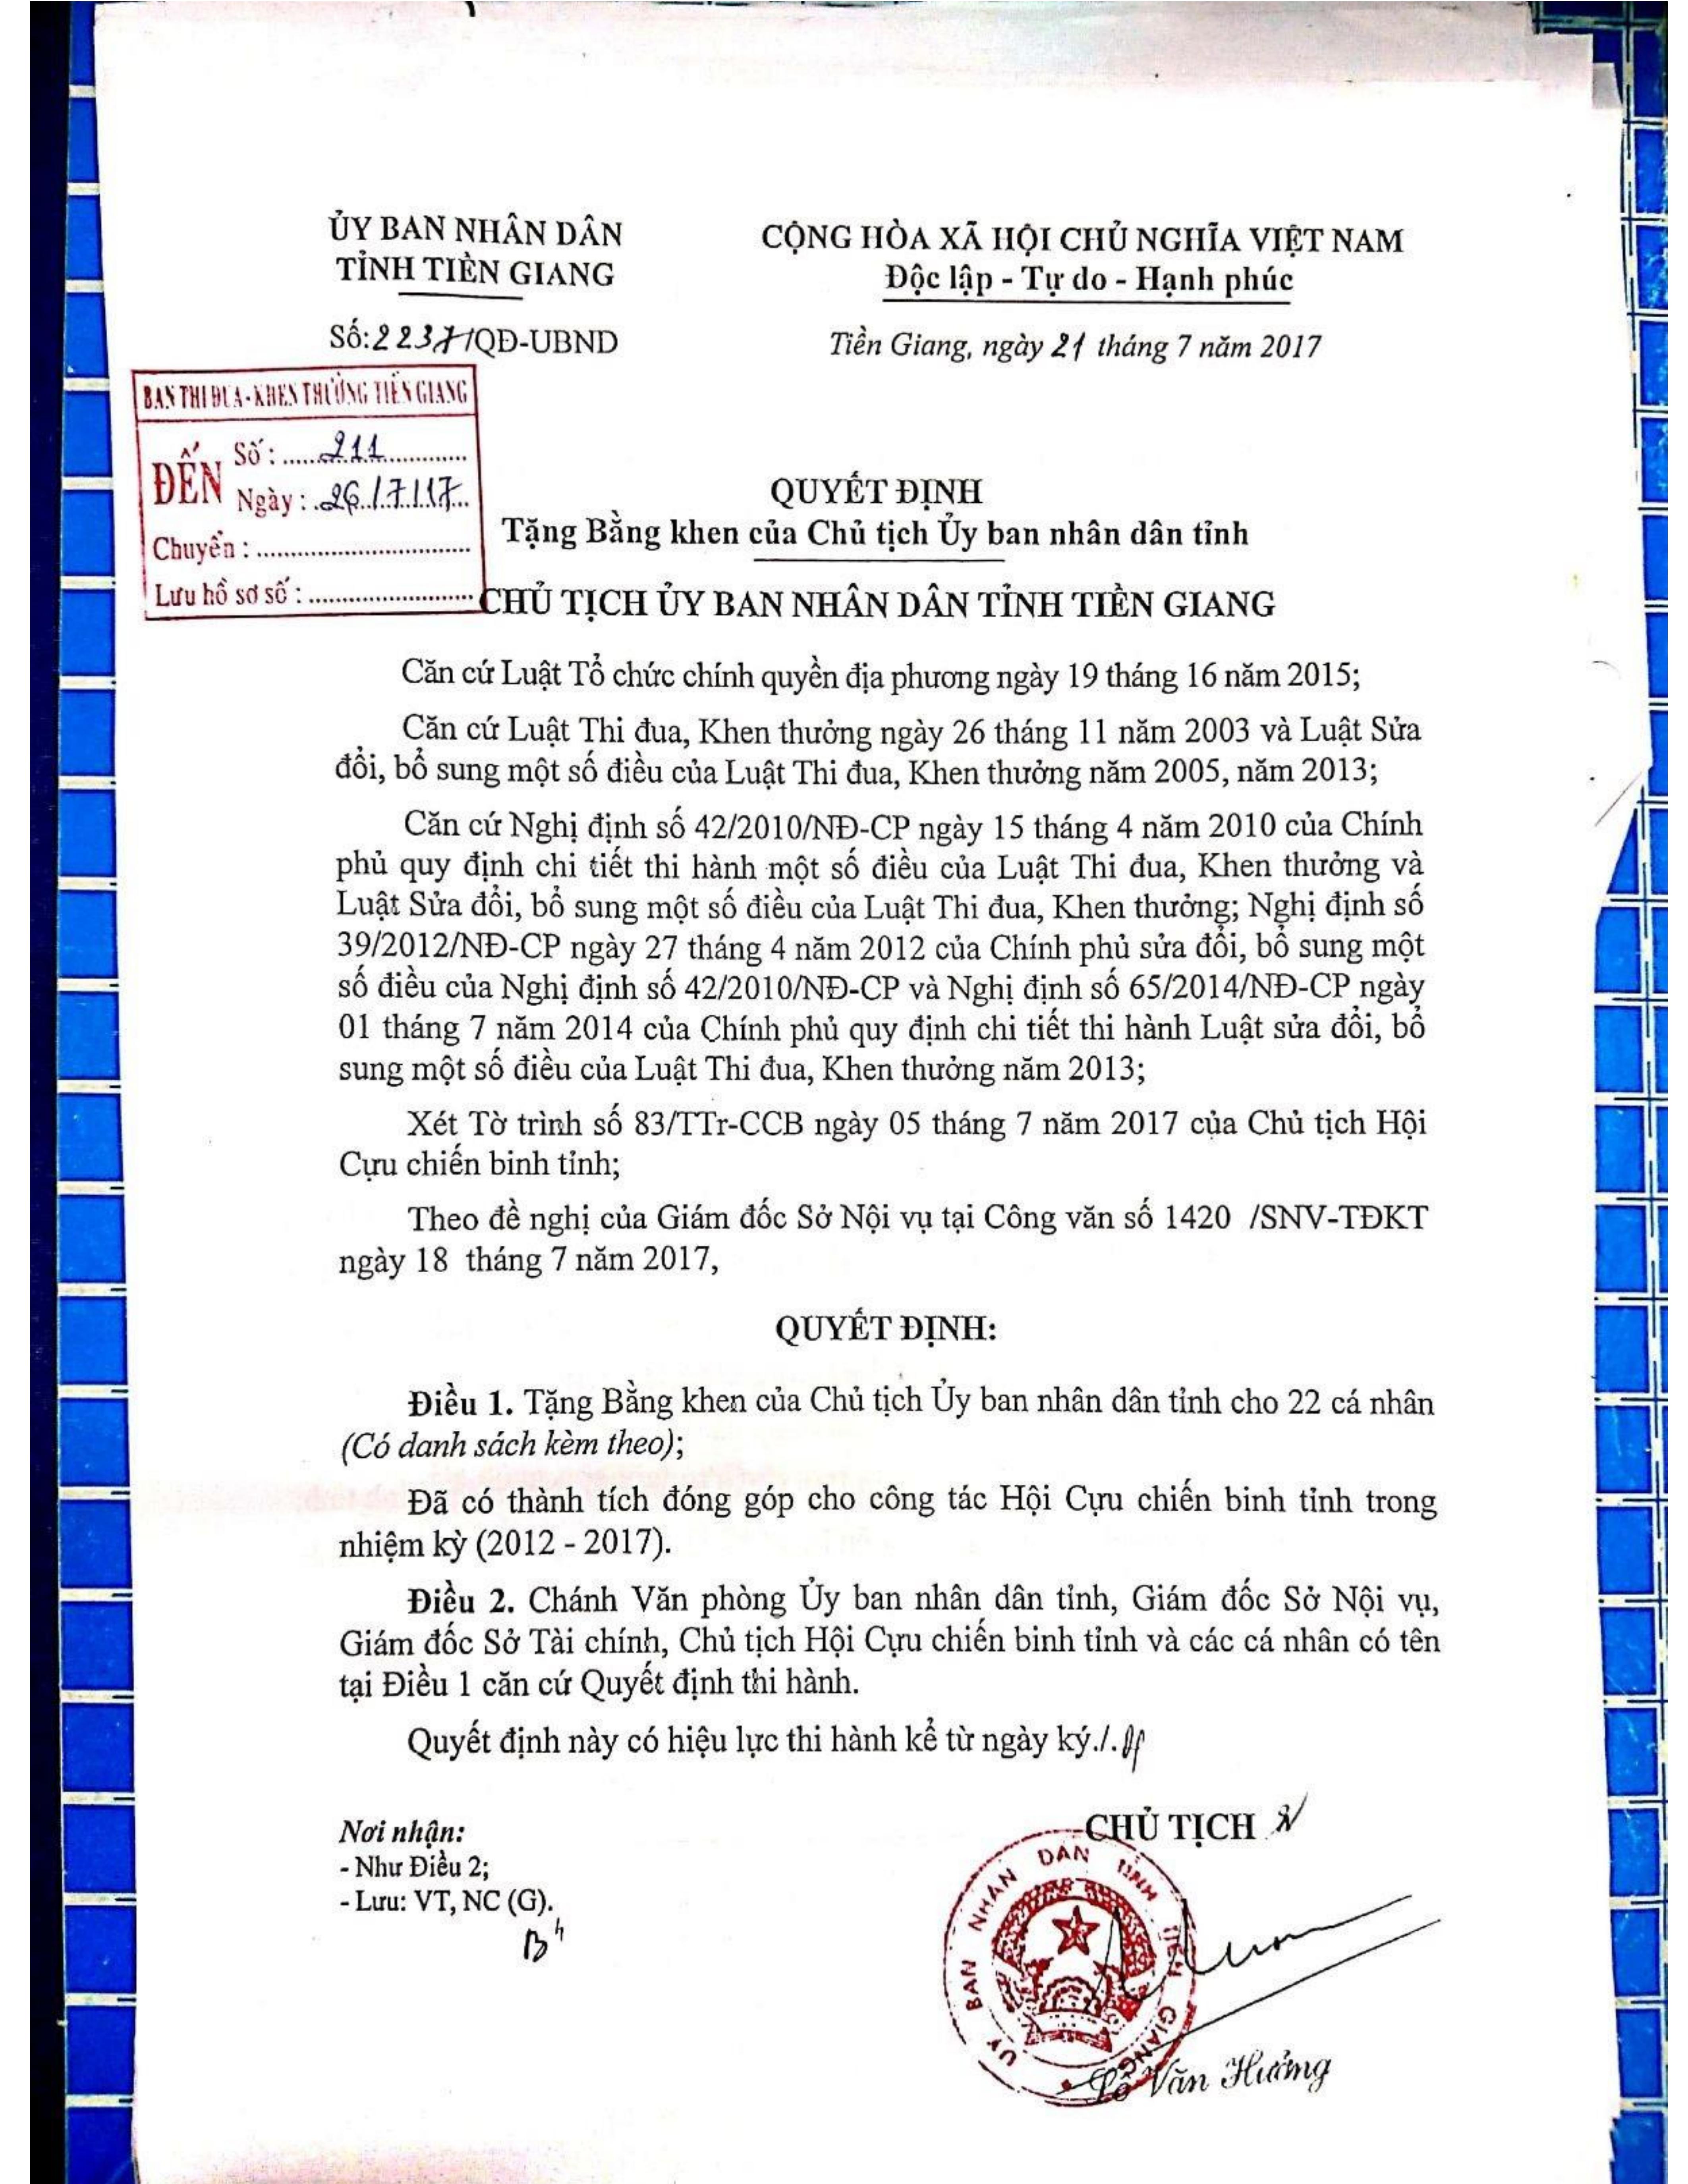 ỦY BAN NHÂN DÂN
TỈNH TIỀN GIANG
Số: 2237/QĐ-UBND
CỘNG HÒA XÃ HỘI CHỦ NGHĨA VIỆT NAM
Độc lập - Tự do - Hạnh phúc
Tiền Giang, ngày 21 tháng 7 năm 2017
BAN THI ĐUA - KHEN THƯỞNG TIỀN GIANG
ĐẾN
Số: 211
Ngày: 26/7/17
Chuyển:
Lưu hồ sơ số:
QUYẾT ĐỊNH
Tặng Bằng khen của Chủ tịch Ủy ban nhân dân tỉnh
CHỦ TỊCH ỦY BAN NHÂN DÂN TỈNH TIỀN GIANG
Căn cứ Luật Tổ chức chính quyền địa phương ngày 19 tháng 16 năm 2015;
Căn cứ Luật Thi đua, Khen thưởng ngày 26 tháng 11 năm 2003 và Luật Sửa
đổi, bổ sung một số điều của Luật Thi đua, Khen thưởng năm 2005, năm 2013;
Căn cứ Nghị định số 42/2010/NĐ-CP ngày 15 tháng 4 năm 2010 của Chính
phủ quy định chi tiết thi hành một số điều của Luật Thi đua, Khen thưởng và
Luật Sửa đổi, bổ sung một số điều của Luật Thi đua, Khen thưởng; Nghị định số
39/2012/NĐ-CP ngày 27 tháng 4 năm 2012 của Chính phủ sửa đổi, bổ sung một
số điều của Nghị định số 42/2010/NĐ-CP và Nghị định số 65/2014/NĐ-CP ngày
01 tháng 7 năm 2014 của Chính phủ quy định chi tiết thi hành Luật sửa đổi, bổ
sung một số điều của Luật Thi đua, Khen thưởng năm 2013;
Xét Tờ trình số 83/TTr-CCB ngày 05 tháng 7 năm 2017 của Chủ tịch Hội
Cựu chiến binh tỉnh;
Theo đề nghị của Giám đốc Sở Nội vụ tại Công văn số 1420 /SNV-TĐKT
ngày 18 tháng 7 năm 2017,
QUYẾT ĐỊNH:
Điều 1. Tặng Bằng khen của Chủ tịch Ủy ban nhân dân tỉnh cho 22 cá nhân
(Có danh sách kèm theo);
Đã có thành tích đóng góp cho công tác Hội Cựu chiến binh tỉnh trong
nhiệm kỳ (2012 - 2017).
Điều 2. Chánh Văn phòng Ủy ban nhân dân tỉnh, Giám đốc Sở Nội vụ,
Giám đốc Sở Tài chính, Chủ tịch Hội Cựu chiến binh tỉnh và các cá nhân có tên
tại Điều 1 căn cứ Quyết định thi hành.
Quyết định này có hiệu lực thi hành kể từ ngày ký./.
Nơi nhận:
- Như Điều 2;
- Lưu: VT, NC (G).
CHỦ TỊCH
ỦY BAN NHÂN DÂN TỈNH TIỀN GIANG
Lê Văn Hưởng